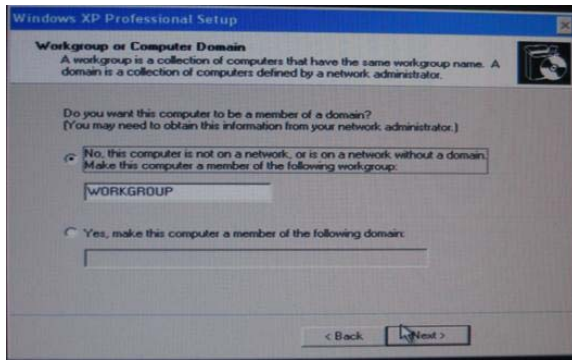 Windows XP Professional Setup
Workgroup or Computer Domain
A workgroup is a collection of computers that have the same workgroup name. A
domain is a collection of computers defined by a network administrator.
Do you want this computer to be a member of a domain?
(You may need to obtain this information from your network administrator.)
No, this computer is not on a network, or is on a network without a domain.
Make this computer a member of the following workgroup:
WORKGROUP
Yes, make this computer a member of the following domain:
< Back
Next >